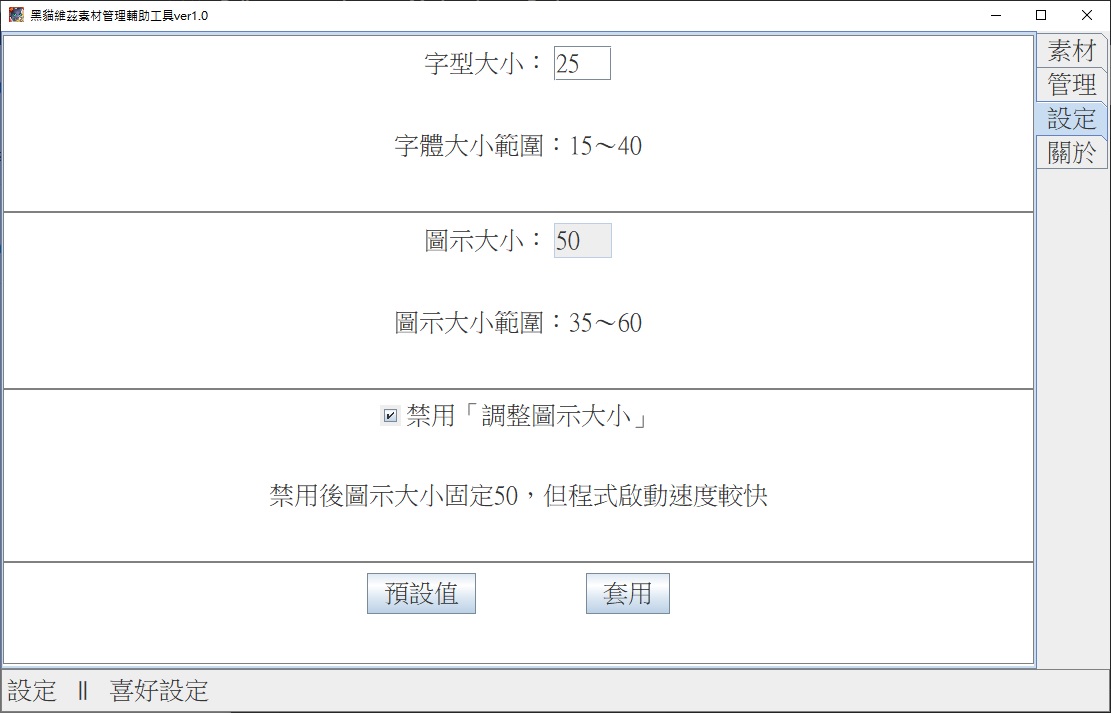 黑貓維茲素材管理輔助工具ver1.0
字型大小：25
字體大小範圍：15～40
圖示大小：50
圖示大小範圍：35～60
禁用「調整圖示大小」
禁用後圖示大小固定50，但程式啟動速度較快
預設值
套用
素材
管理
設定
關於
設定 || 喜好設定